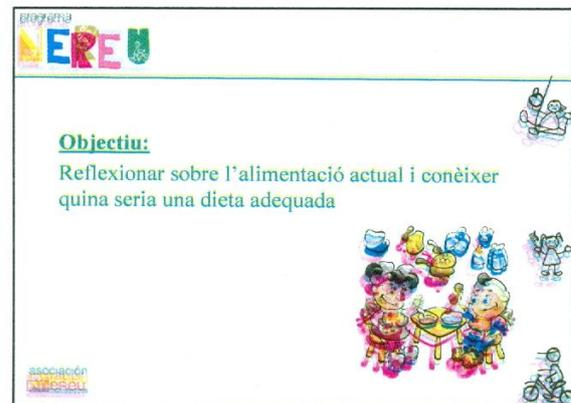 programa
NEREU
Objectiu:
Reflexionar sobre l’alimentació actual i conèixer
quina seria una dieta adequada
asociación